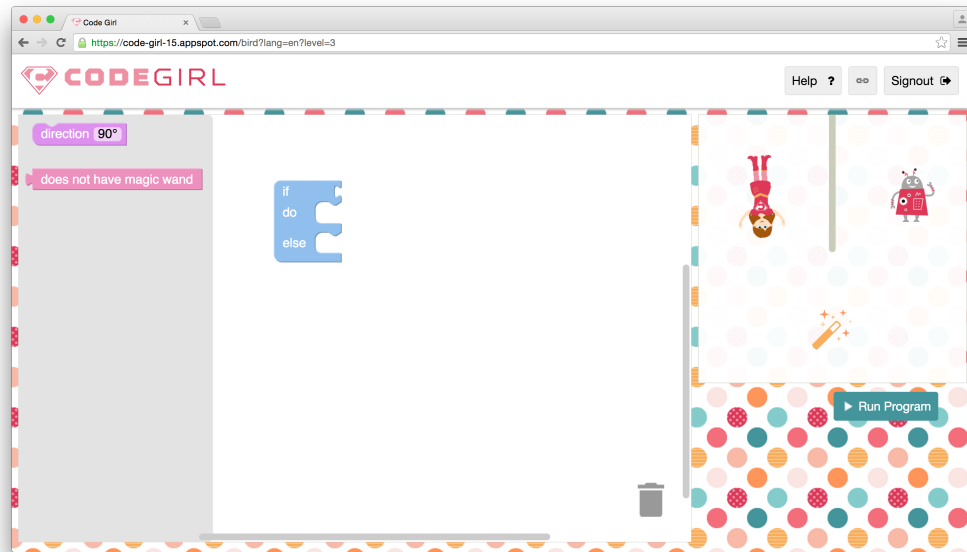 Code Girl
https://code-girl-15.appspot.com/bird?lang=en?level=3
CODEGIRL
Help ?
Signout
direction 90°
does not have magic wand
if
do
else
Run Program